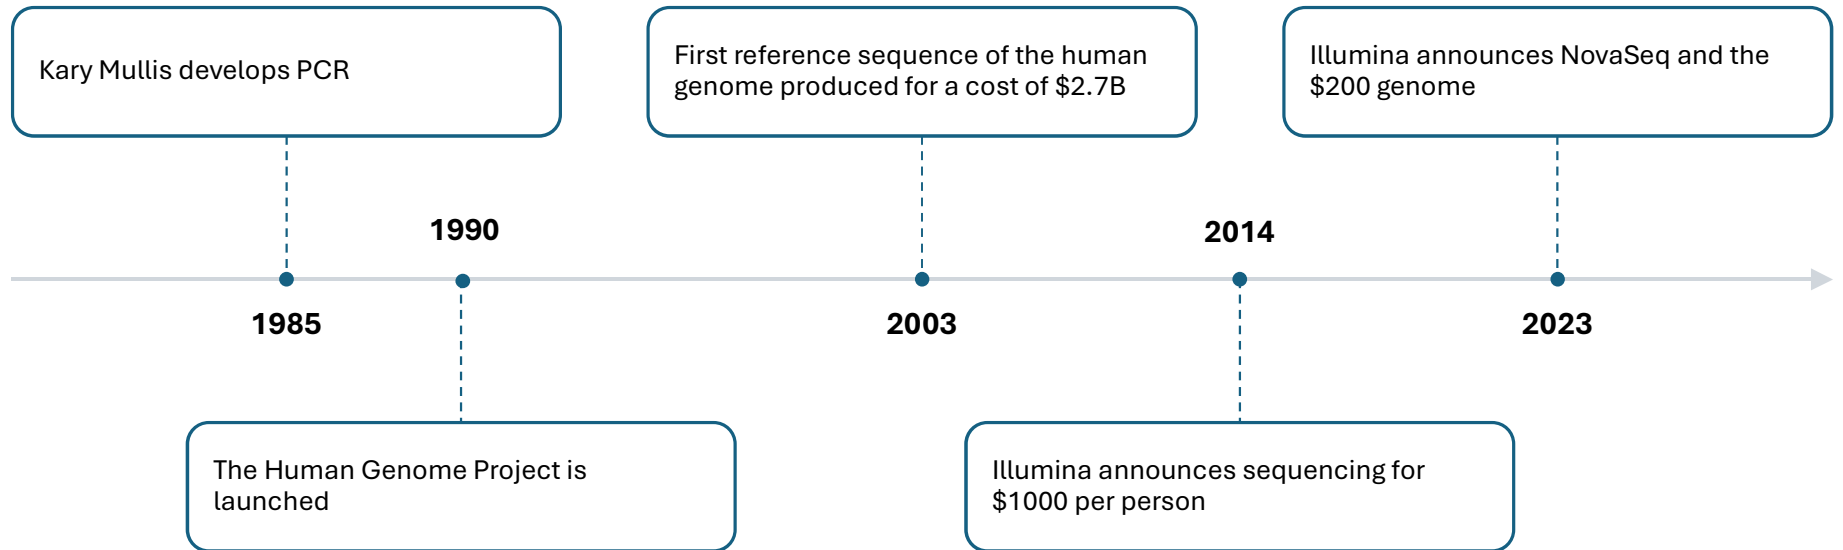 Kary Mullis develops PCR
First reference sequence of the human
genome produced for a cost of $2.7B
Illumina announces NovaSeq and the
$200 genome
1990
2014
1985
2003
2023
The Human Genome Project is
launched
Illumina announces sequencing for
$1000 per person